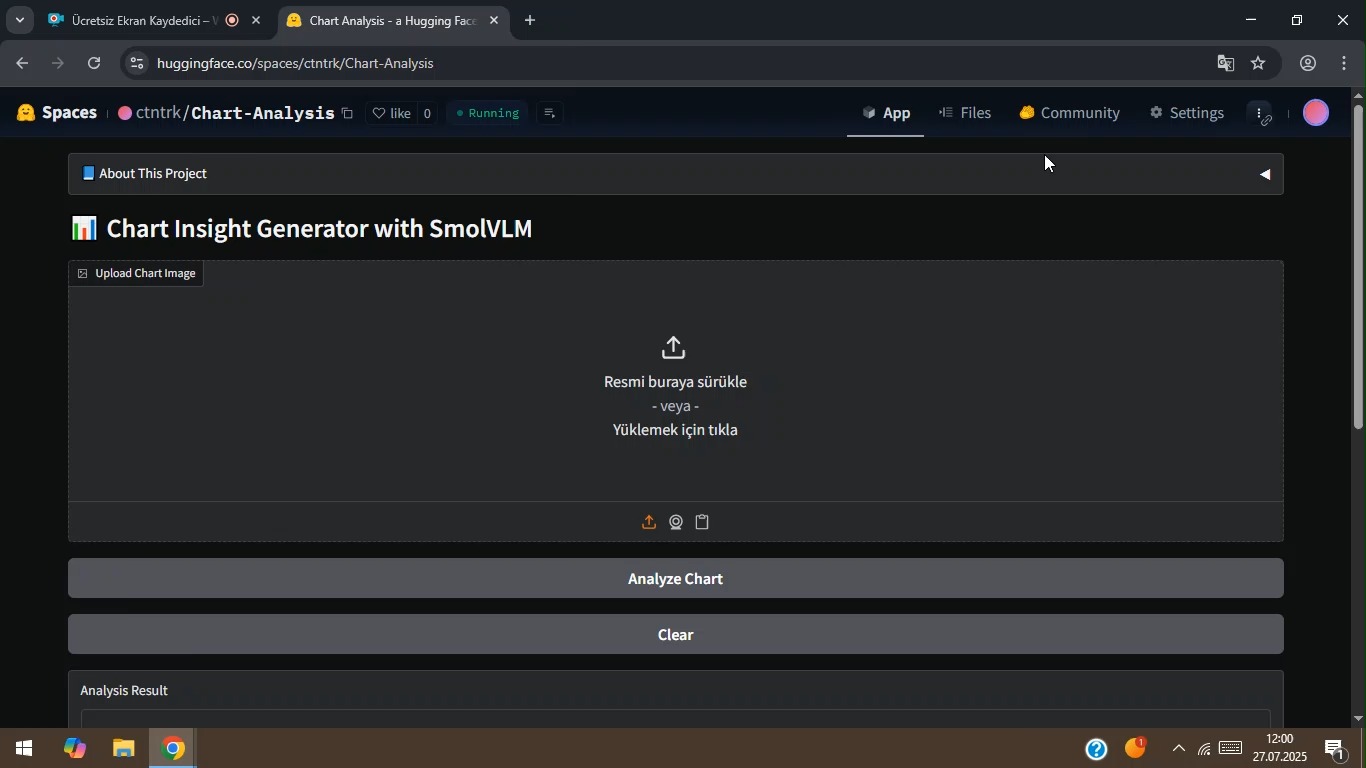 Ücretsiz Ekran Kaydedici – V
Chart Analysis - a Hugging Face
huggingface.co/spaces/ctntrk/Chart-Analysis
Spaces ctntrk/Chart-Analysis like 0 Running App Files Community Settings
About This Project
Chart Insight Generator with SmolVLM
Upload Chart Image
Resmi buraya sürükle
- veya -
Yüklemek için tıkla
Analyze Chart
Clear
Analysis Result
1
12:00
27.07.2025
1